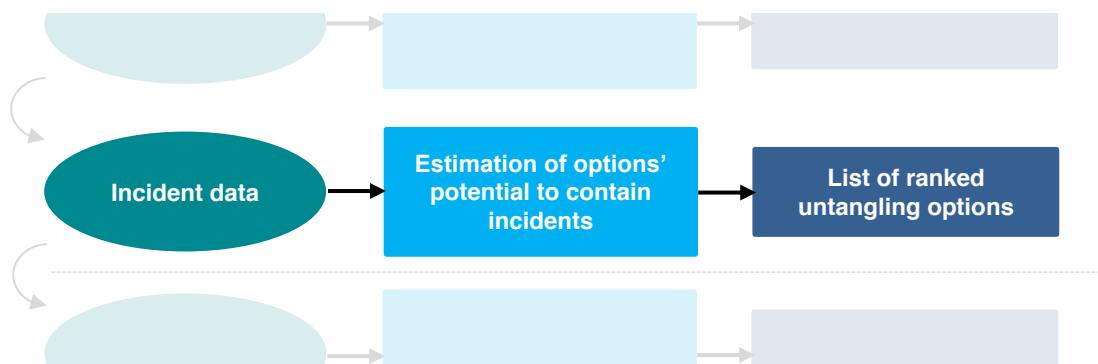 Incident data
Estimation of options’
potential to contain
incidents
List of ranked
untangling options